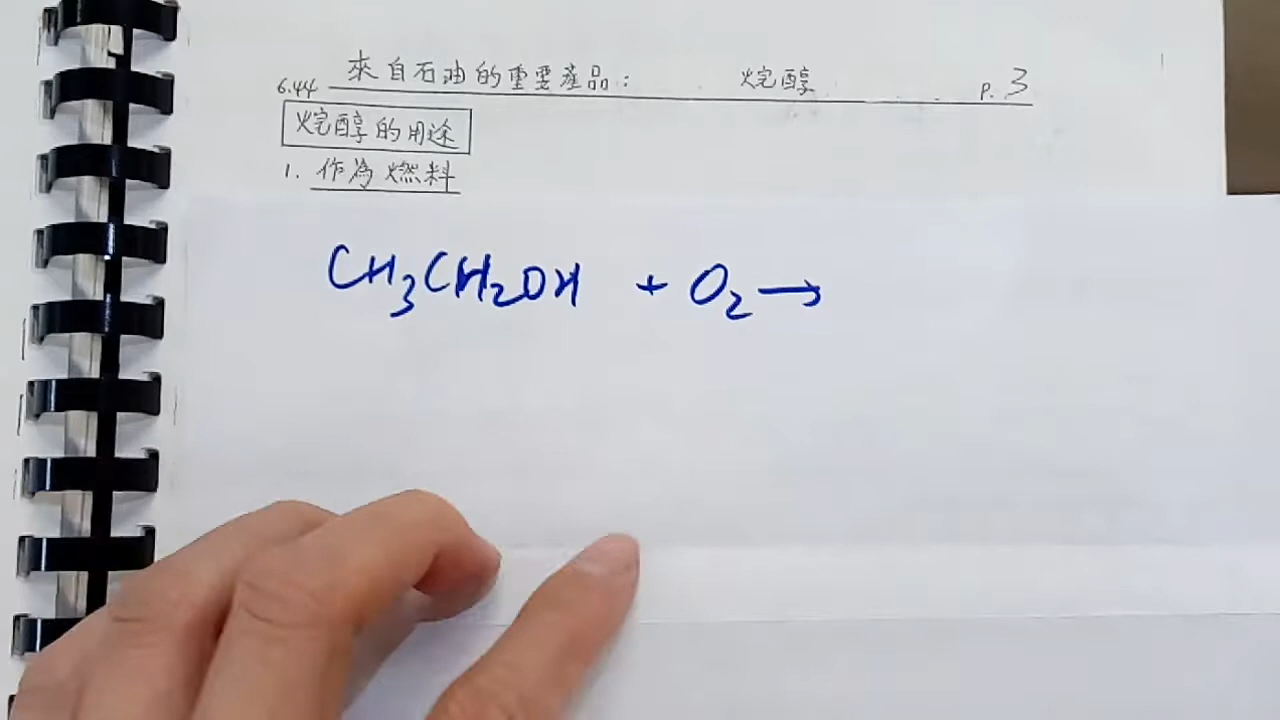 6.44 來自石油的重要產品： 烷醇 P. 3
烷醇的用途
1. 作為燃料
CH₃CH₂OH + O₂ →